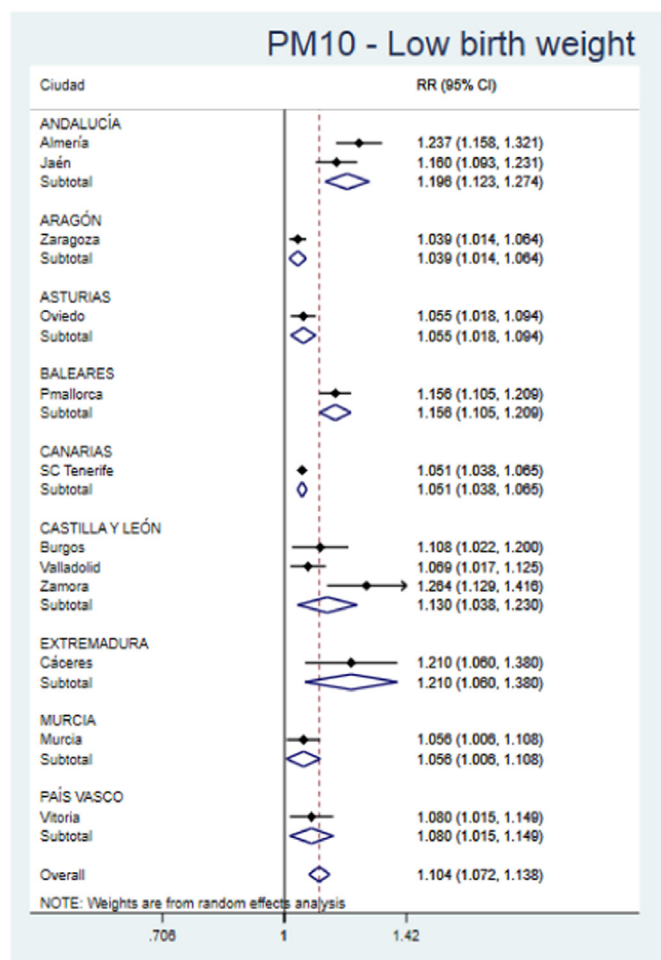 PM10 - Low birth weight
Ciudad RR (95% CI)
ANDALUCÍA
Almería 1.237 (1.158, 1.321)
Jaén 1.160 (1.093, 1.231)
Subtotal 1.196 (1.123, 1.274)
ARAGÓN
Zaragoza 1.039 (1.014, 1.064)
Subtotal 1.039 (1.014, 1.064)
ASTURIAS
Oviedo 1.055 (1.018, 1.094)
Subtotal 1.055 (1.018, 1.094)
BALEARES
Pmallorca 1.156 (1.105, 1.209)
Subtotal 1.156 (1.105, 1.209)
CANARIAS
SC Tenerife 1.051 (1.038, 1.065)
Subtotal 1.051 (1.038, 1.065)
CASTILLA Y LEÓN
Burgos 1.108 (1.022, 1.200)
Valladolid 1.069 (1.017, 1.125)
Zamora 1.264 (1.129, 1.416)
Subtotal 1.130 (1.038, 1.230)
EXTREMADURA
Cáceres 1.210 (1.060, 1.380)
Subtotal 1.210 (1.060, 1.380)
MURCIA
Murcia 1.056 (1.006, 1.108)
Subtotal 1.056 (1.006, 1.108)
PAÍS VASCO
Vitoria 1.080 (1.015, 1.149)
Subtotal 1.080 (1.015, 1.149)
Overall 1.104 (1.072, 1.138)
NOTE: Weights are from random effects analysis
.706 1 1.42